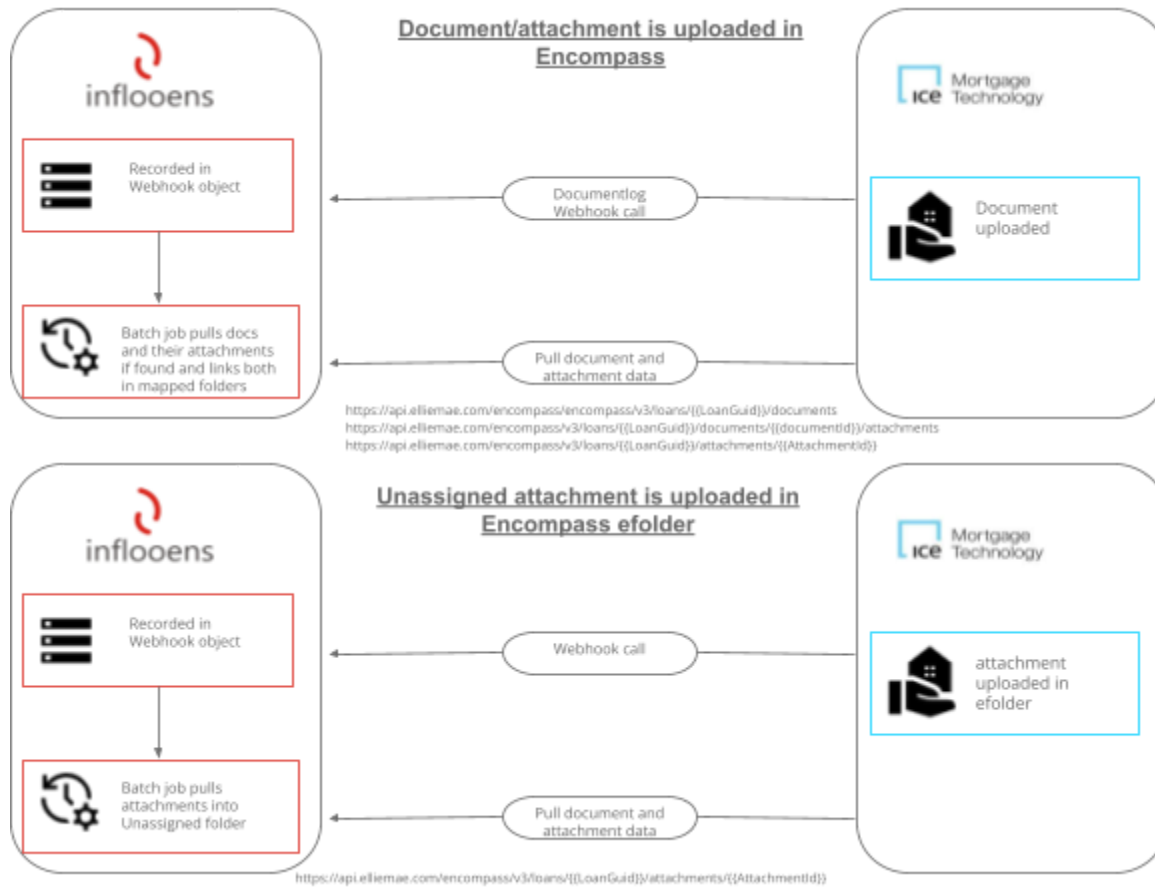 Document/attachment is uploaded in
Encompass
inflooens
ICE Mortgage
Technology
Recorded in
Webhook object
Documentlog
Webhook call
Document
uploaded
Batch job pulls docs
and their attachments
if found and links both
in mapped folders
Pull document and
attachment data
https://api.elliemae.com/encompass/encompass/v3/loans/{{LoanGuid}}/documents
https://api.elliemae.com/encompass/v3/loans/{{LoanGuid}}/documents/{{documentId}}/attachments
https://api.elliemae.com/encompass/v3/loans/{{LoanGuid}}/attachments/{{AttachmentId}}
Unassigned attachment is uploaded in
Encompass efolder
inflooens
ICE Mortgage
Technology
Recorded in
Webhook object
Webhook call
attachment
uploaded in
efolder
Batch job pulls
attachments into
Unassigned folder
Pull document and
attachment data
https://api.elliemae.com/encompass/v3/loans/{{LoanGuid}}/attachments/{{AttachmentId}}